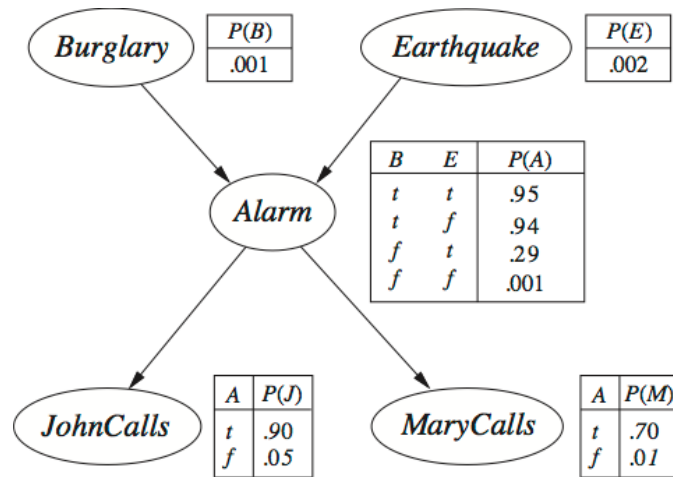 Burglary
P(B)
.001
Earthquake
P(E)
.002
Alarm
B E P(A)
t t .95
t f .94
f t .29
f f .001
JohnCalls
A P(J)
t .90
f .05
MaryCalls
A P(M)
t .70
f .01